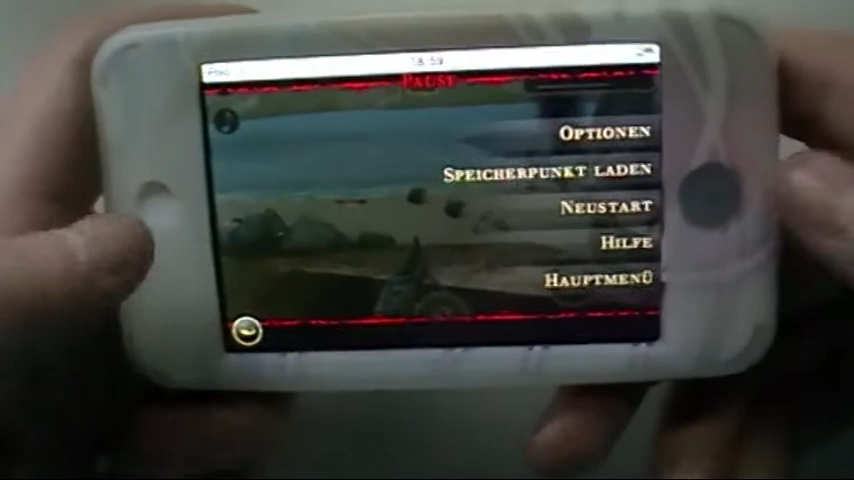 iPod
18:59
PAUSE
OPTIONEN
SPEICHERPUNKT LADEN
NEUSTART
HILFE
HAUPTMENÜ